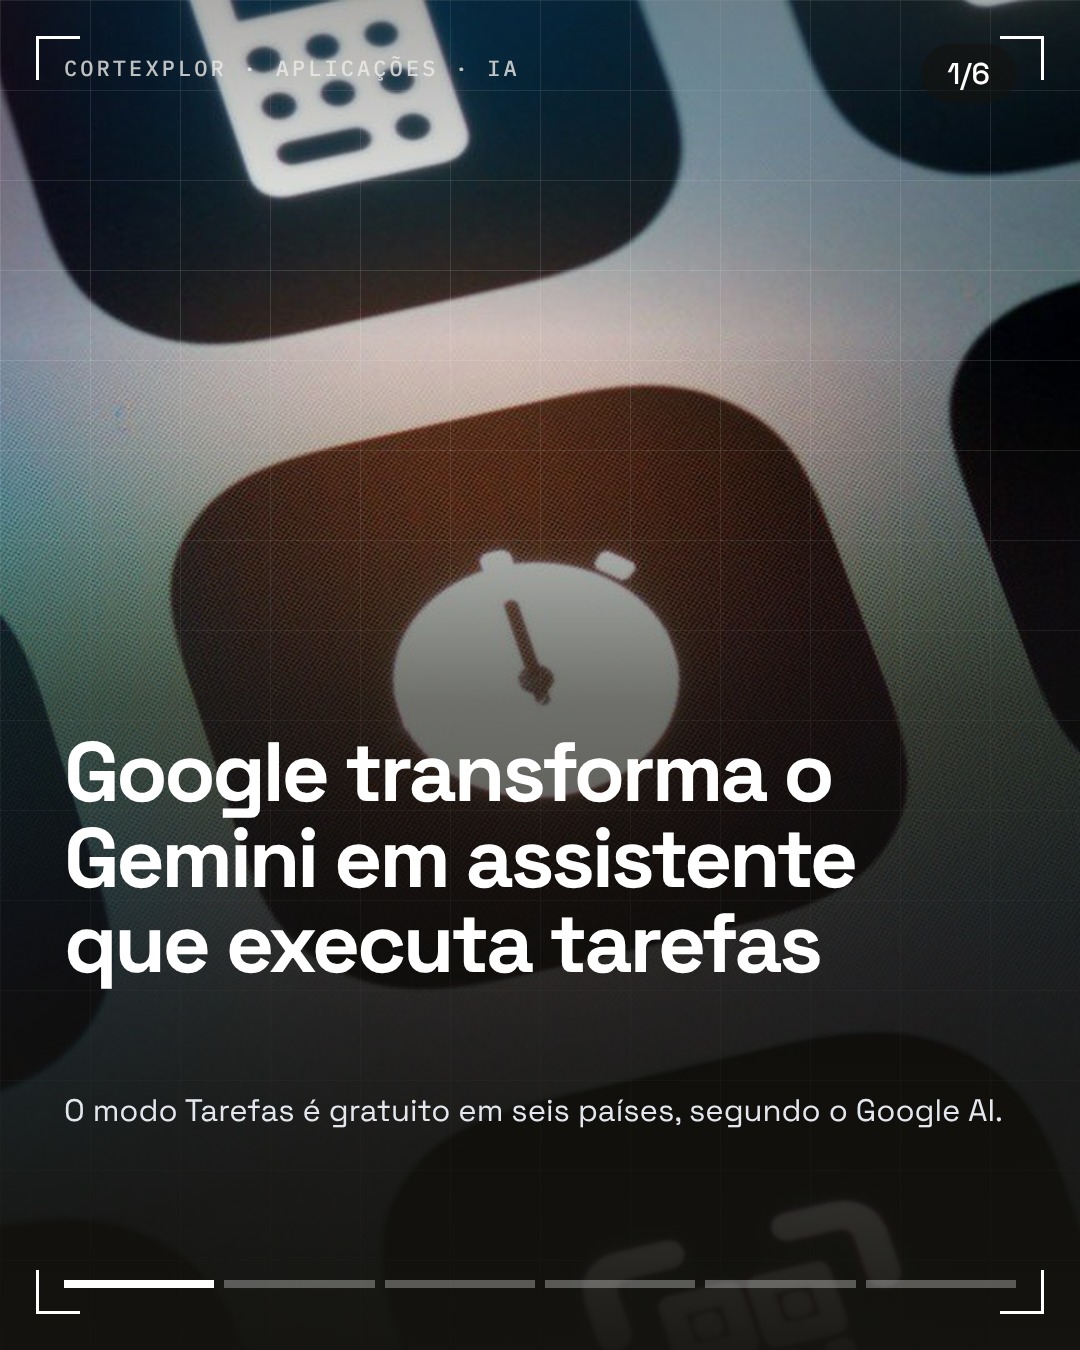 CORTEXPLOR · APLICAÇÕES · IA
1/6
Google transforma o
Gemini em assistente
que executa tarefas
O modo Tarefas é gratuito em seis países, segundo o Google AI.